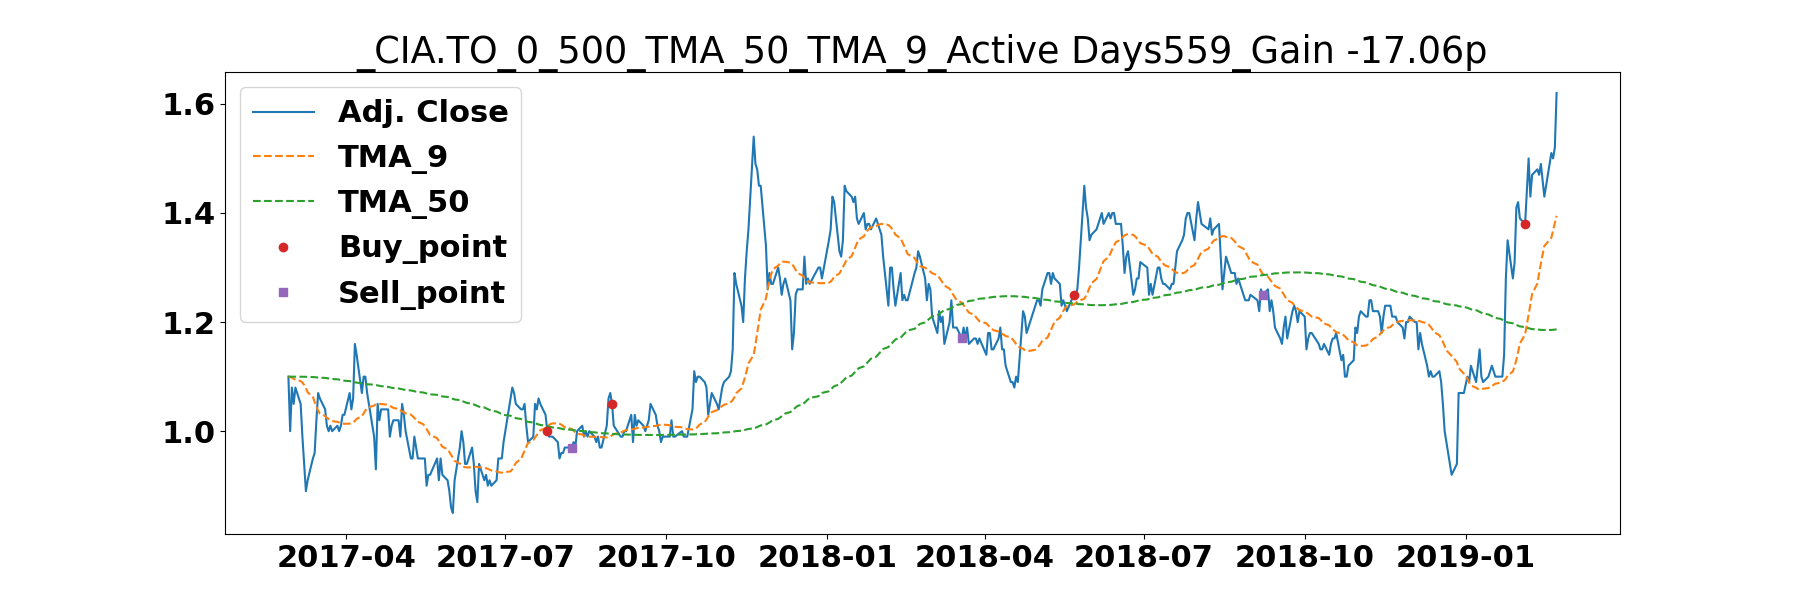 _CIA.TO_0_500_TMA_50_TMA_9_Active Days559_Gain -17.06p
1.6
1.4
1.2
1.0
Adj. Close
TMA_9
TMA_50
Buy_point
Sell_point
2017-04 2017-07 2017-10 2018-01 2018-04 2018-07 2018-10 2019-01